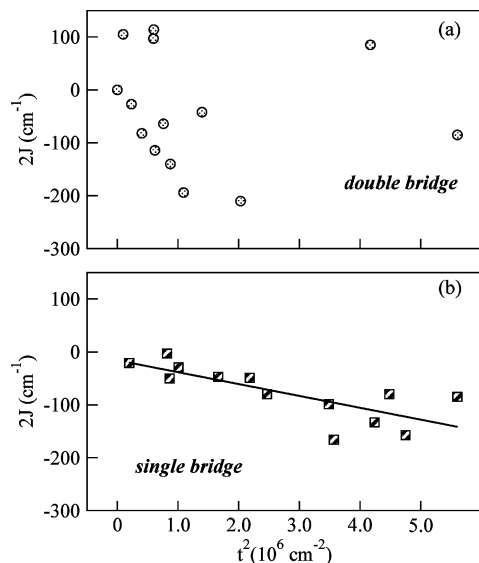 (a)
100
0
-100
-200
-300
2J (cm⁻¹)
double bridge
(b)
100
0
-100
-200
-300
2J (cm⁻¹)
single bridge
0 1.0 2.0 3.0 4.0 5.0
t²(10⁶ cm⁻²)